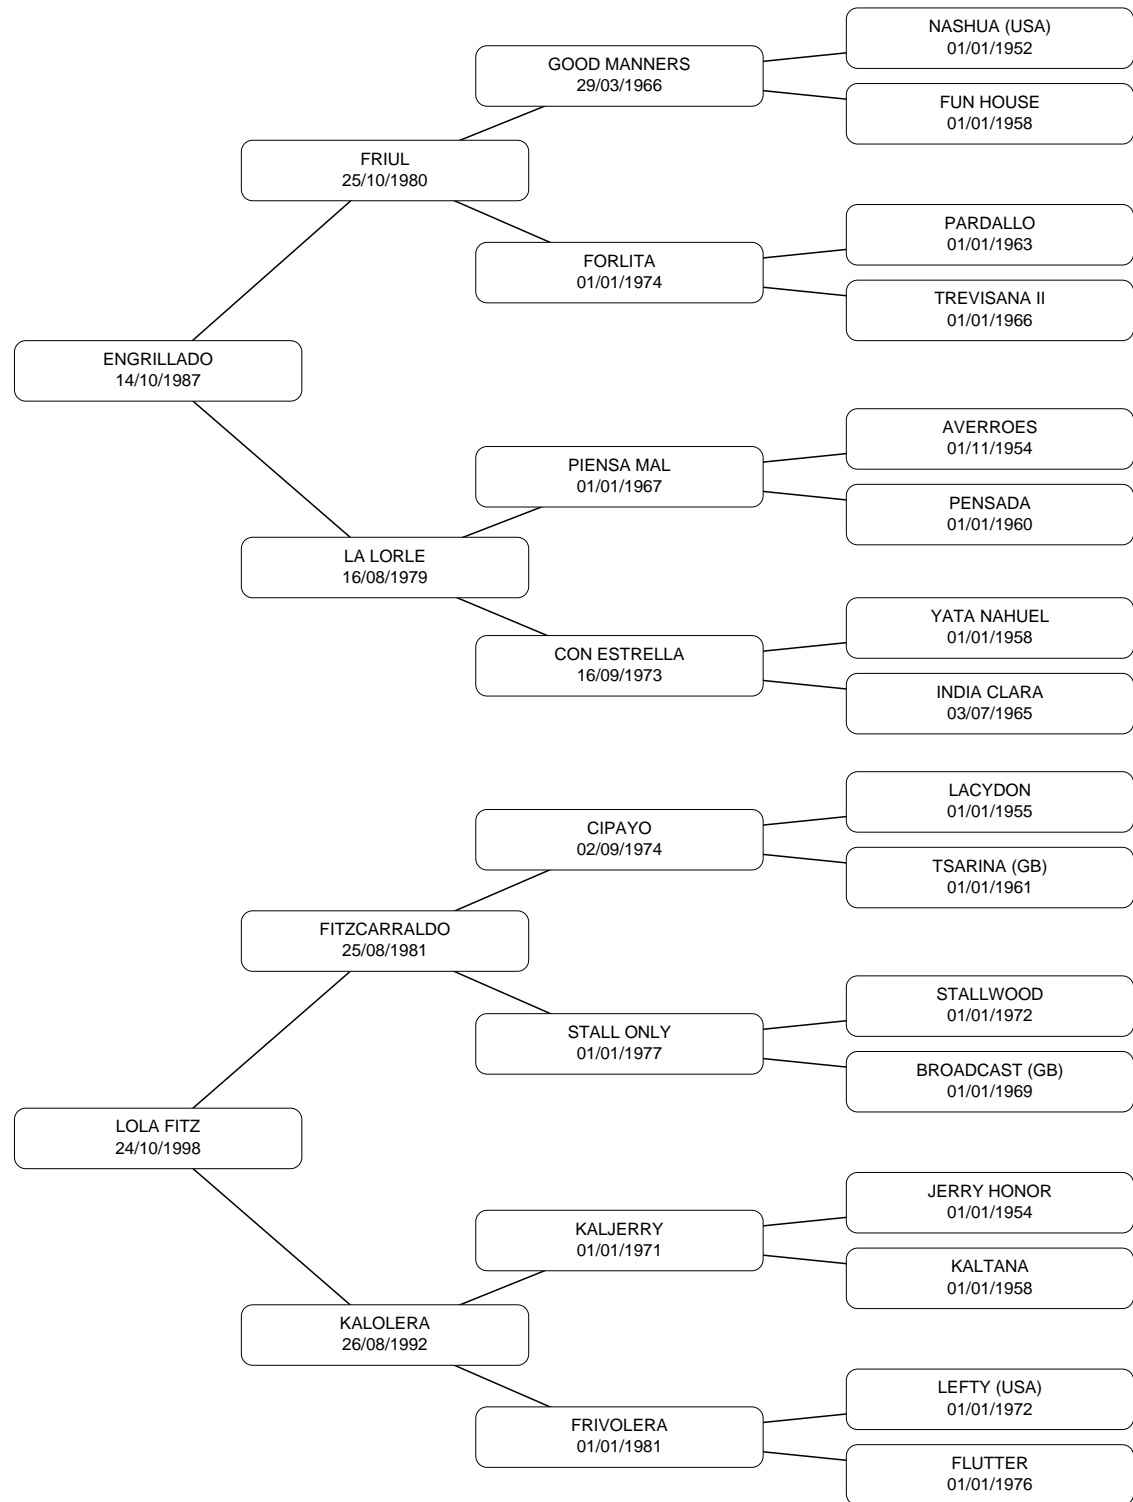 NASHUA (USA)
01/01/1952
GOOD MANNERS
29/03/1966
FUN HOUSE
01/01/1958
FRIUL
25/10/1980
PARDALLO
01/01/1963
FORLITA
01/01/1974
TREVISANA II
01/01/1966
ENGRILLADO
14/10/1987
AVERROES
01/11/1954
PIENSA MAL
01/01/1967
PENSADA
01/01/1960
LA LORLE
16/08/1979
YATA NAHUEL
01/01/1958
CON ESTRELLA
16/09/1973
INDIA CLARA
03/07/1965
LACYDON
01/01/1955
CIPAYO
02/09/1974
TSARINA (GB)
01/01/1961
FITZCARRALDO
25/08/1981
STALLWOOD
01/01/1972
STALL ONLY
01/01/1977
BROADCAST (GB)
01/01/1969
LOLA FITZ
24/10/1998
JERRY HONOR
01/01/1954
KALJERRY
01/01/1971
KALTANA
01/01/1958
KALOLERA
26/08/1992
LEFTY (USA)
01/01/1972
FRIVOLERA
01/01/1981
FLUTTER
01/01/1976